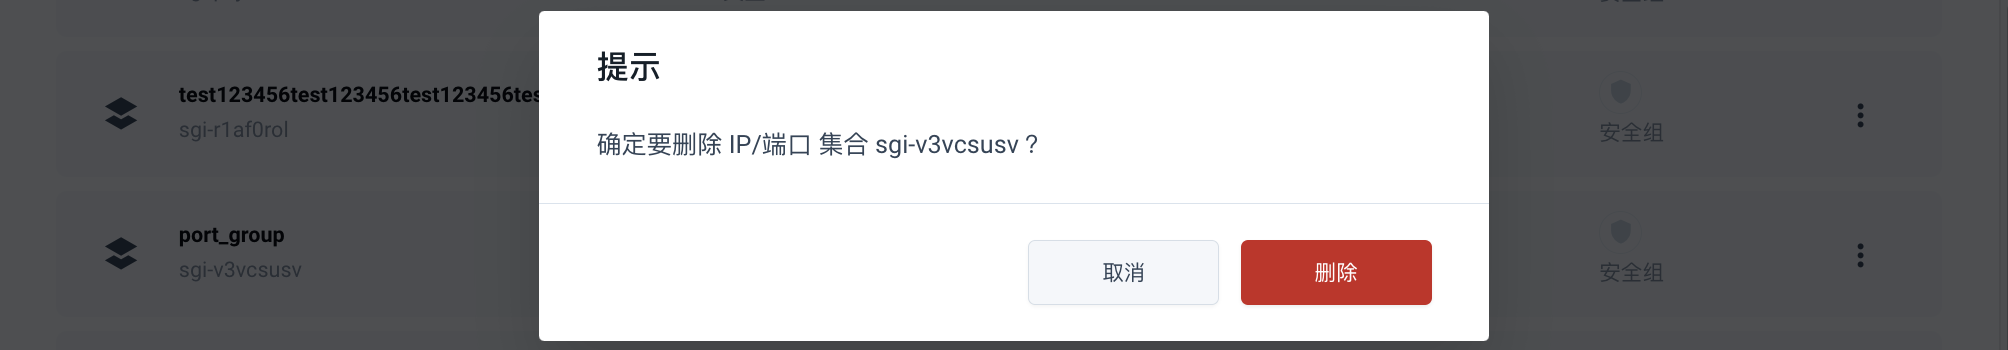 提示
确定要删除 IP/端口 集合 sgi-v3vcsusv ?
取消
删除
test123456test123456test123456tes
sgi-r1af0rol
安全组
port_group
sgi-v3vcsusv
安全组